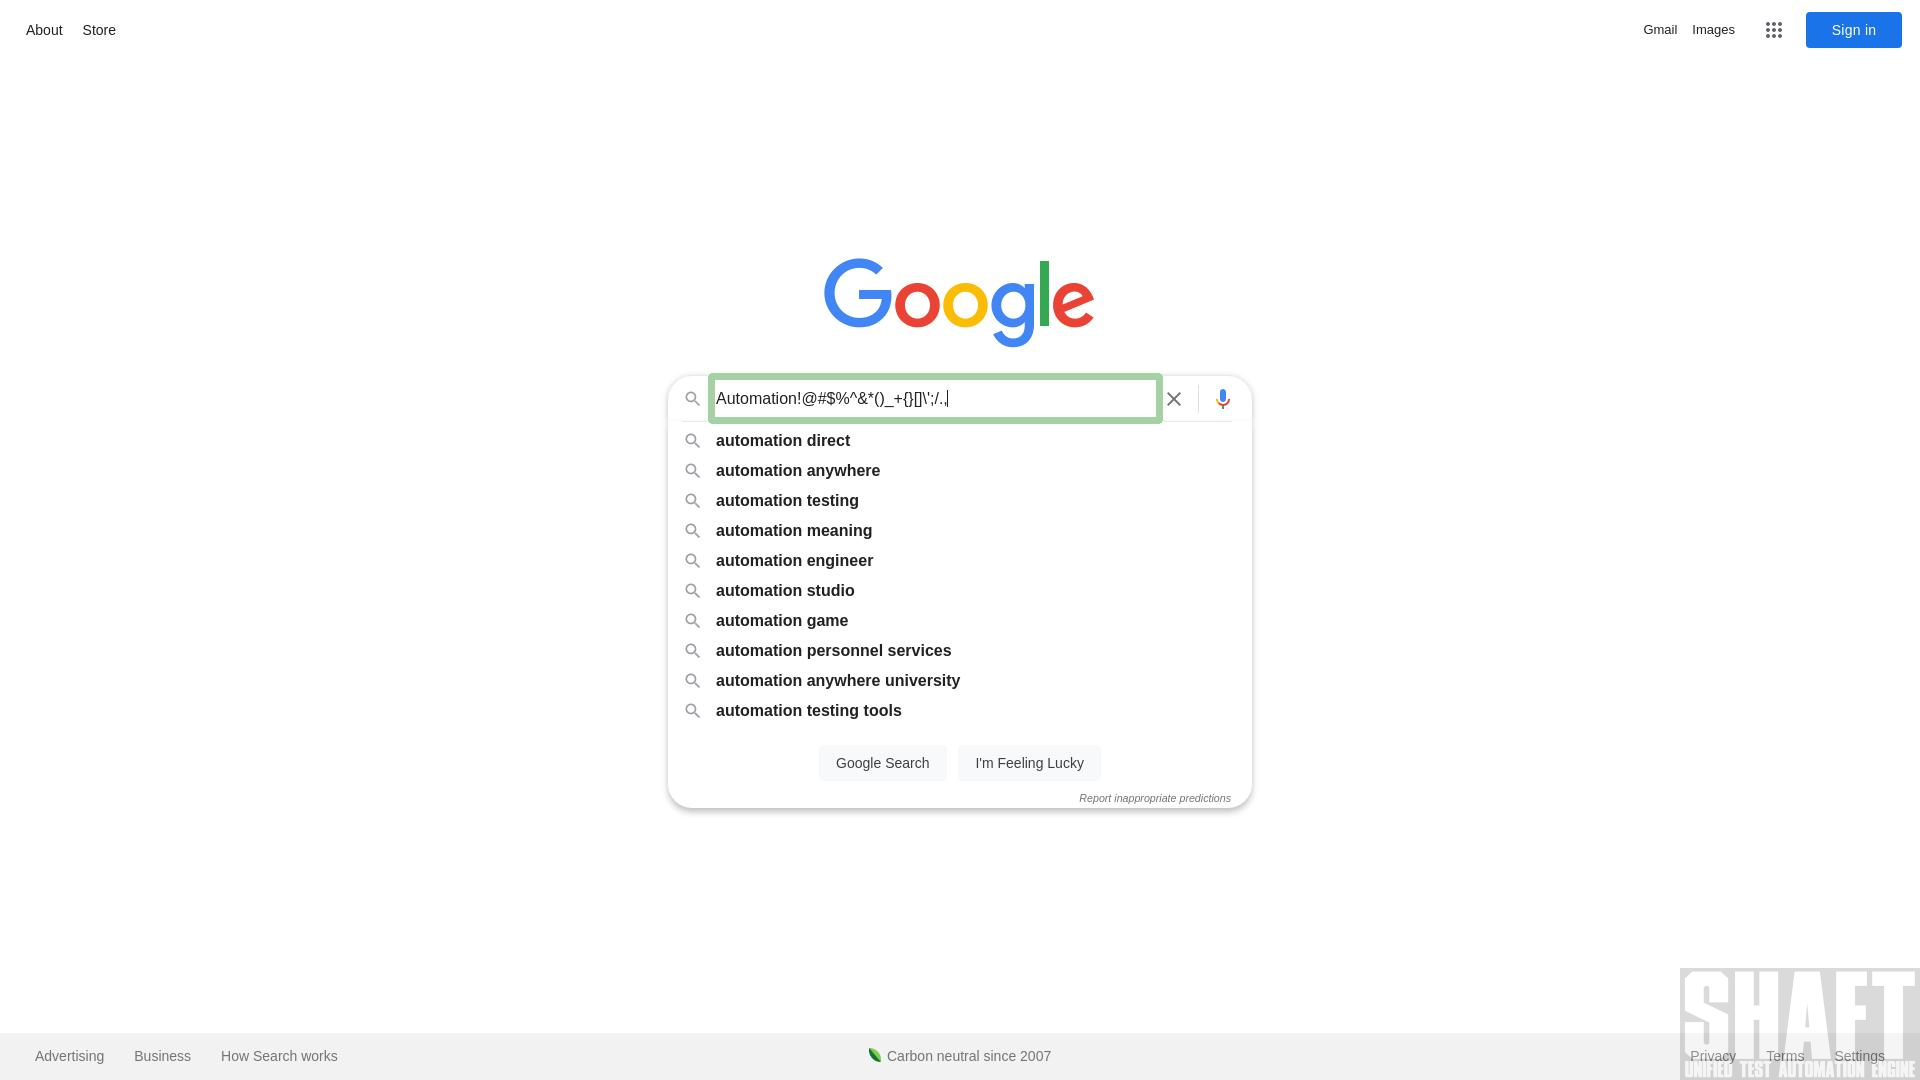 About Store
Gmail Images Sign in
Google
Automation!@#$%^&*()_+{}[]\';/.,
automation direct
automation anywhere
automation testing
automation meaning
automation engineer
automation studio
automation game
automation personnel services
automation anywhere university
automation testing tools
Google Search I'm Feeling Lucky
Report inappropriate predictions
SHAFT
Advertising Business How Search works Carbon neutral since 2007 Privacy Terms Settings
UNIFIED TEST AUTOMATION ENGINE